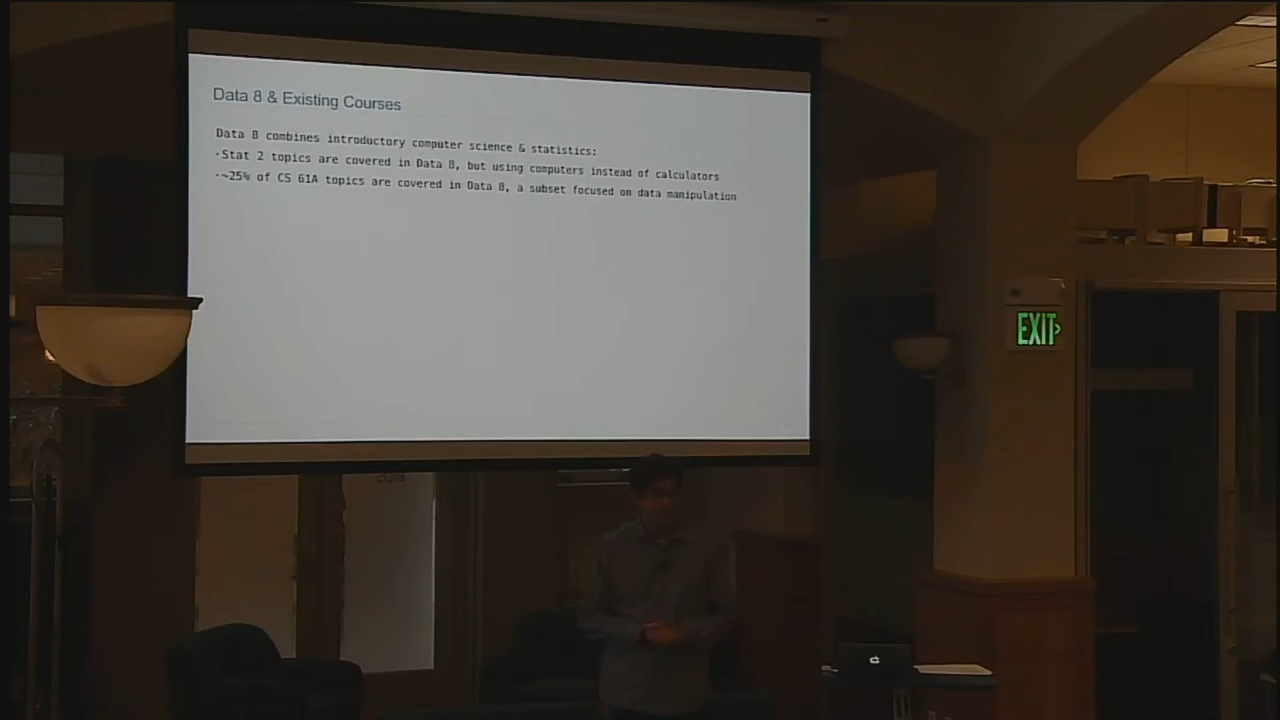 Data 8 & Existing Courses
Data 8 combines introductory computer science & statistics:
·Stat 2 topics are covered in Data 8, but using computers instead of calculators
·~25% of CS 61A topics are covered in Data 8, a subset focused on data manipulation
EXIT